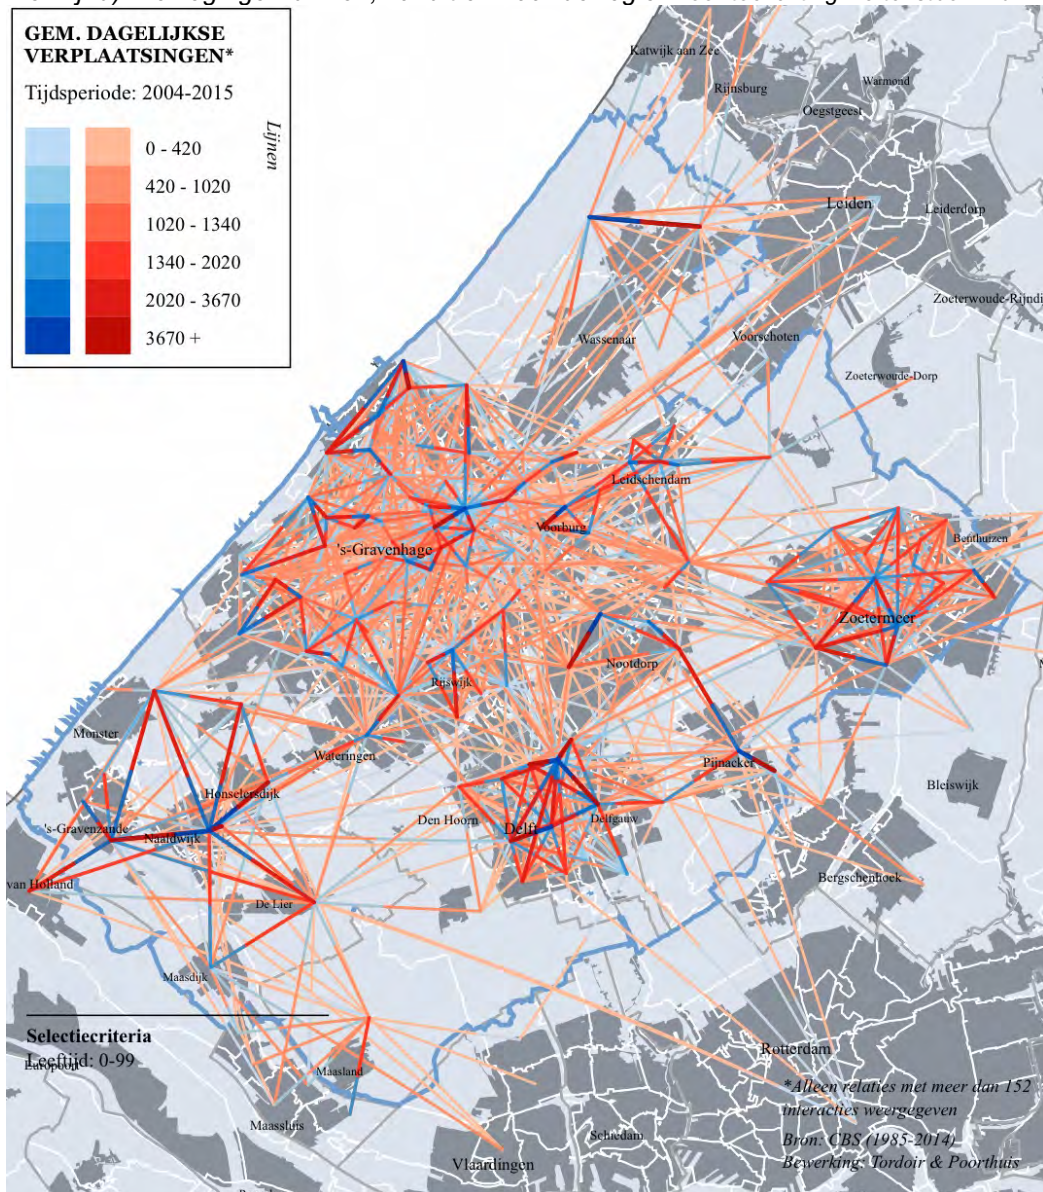 GEM. DAGELIJKSE
VERPLAATSINGEN*
Tijdsperiode: 2004-2015
Lijnen
0 - 420
420 - 1020
1020 - 1340
1340 - 2020
2020 - 3670
3670 +
Katwijk aan Zee
Rijnsburg
Warmond
Oegstgeest
Leiden
Leiderdorp
Zoeterwoude-Rijndi
Wassenaar
Voorschoten
Zoeterwoude-Dorp
Leidschendam
Voorburg
's-Gravenhage
Benthuizen
Zoetermeer
Nootdorp
Rijswijk
Monster
Wateringen
Pijnacker
Honselersdijk
Bleiswijk
's-Gravenzande
Naaldwijk
Den Hoorn
Delft
Delfgauw
van Holland
De Lier
Bergschenhoek
Maasdijk
Selectiecriteria
Leeftijd: 0-99
Europoort
Maasland
Rotterdam
*Alleen relaties met meer dan 152
interacties weergegeven
Maassluis
Schiedam
Bron: CBS (1985-2014)
Vlaardingen
Bewerking: Tordoir & Poorthuis